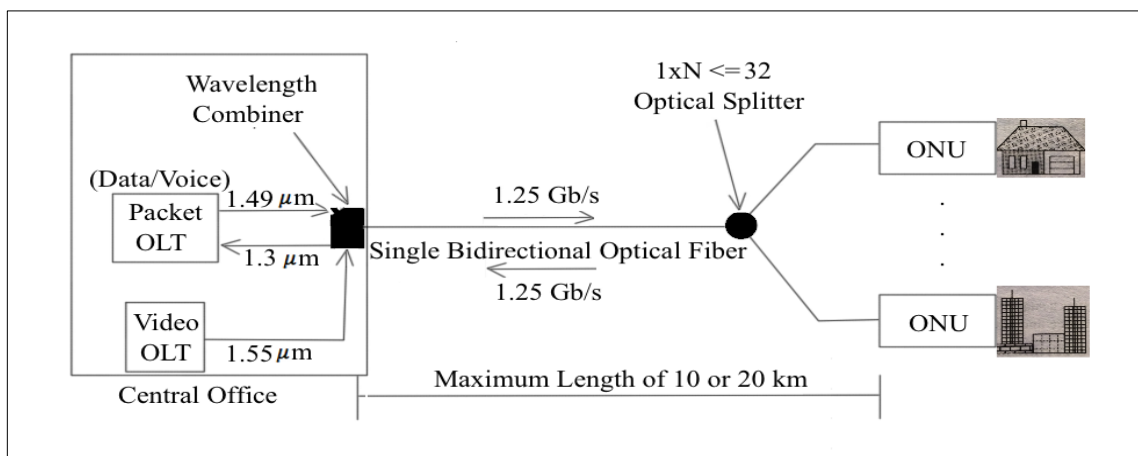 Wavelength
Combiner
1xN <= 32
Optical Splitter
(Data/Voice)
Packet
OLT
1.49 μm
1.3 μm
Video
OLT
1.55 μm
Central Office
1.25 Gb/s
Single Bidirectional Optical Fiber
1.25 Gb/s
ONU
.
.
.
ONU
Maximum Length of 10 or 20 km